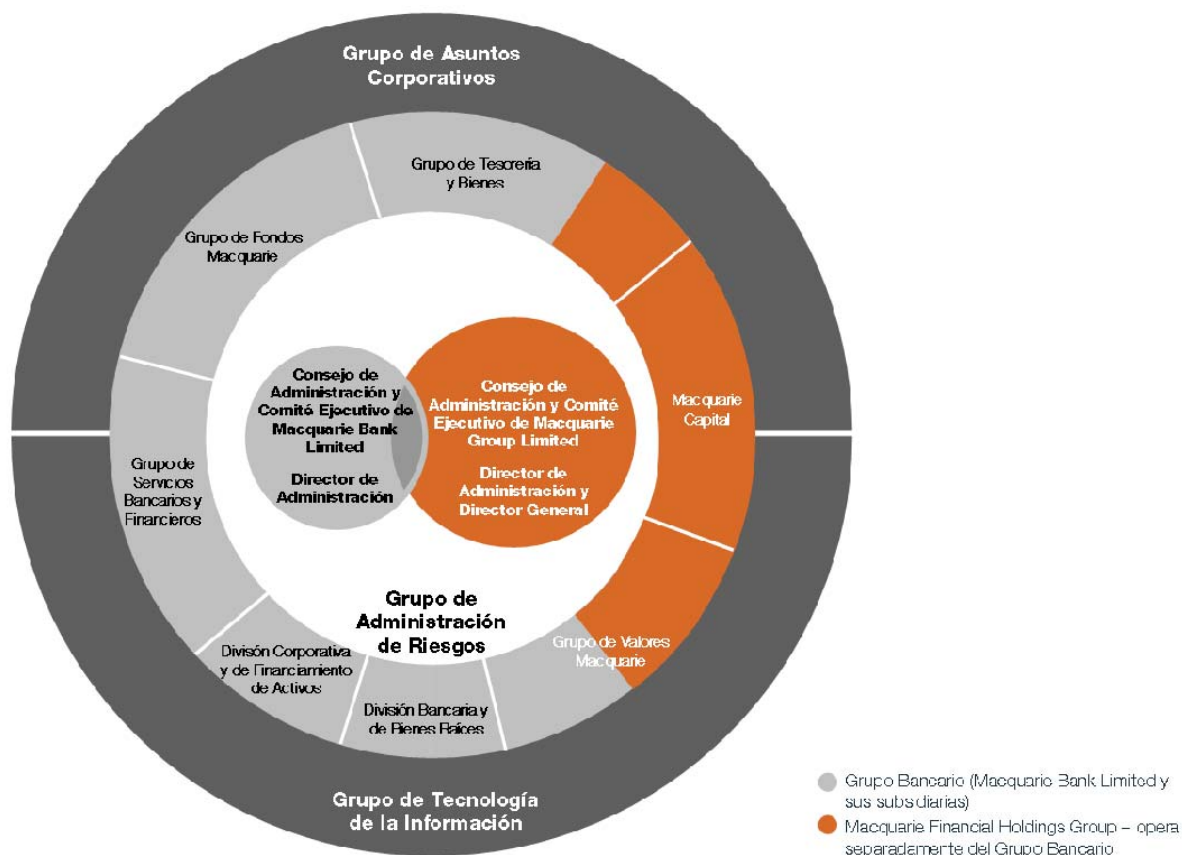 Grupo de Asuntos
Corporativos
Grupo de Tesorería
y Bienes
Grupo de Fondos
Macquarie
Macquarie
Capital
Consejo de
Administración y
Comité Ejecutivo de
Macquarie Bank
Limited
Director de
Administración
Consejo de
Administración y Comité
Ejecutivo de Macquarie
Group Limited
Director de
Administración y
Director General
Grupo de
Servicios
Bancarios y
Financieros
Grupo de
Administración
de Riesgos
Divisón Corporativa
y de Financiamiento
de Activos
División Bancaria y
de Bienes Raíces
Grupo de Valores
Macquarie
Grupo de Tecnología
de la Información
Grupo Bancario (Macquarie Bank Limited y
sus subsidiarias)
Macquarie Financial Holdings Group – opera
separadamente del Grupo Bancario